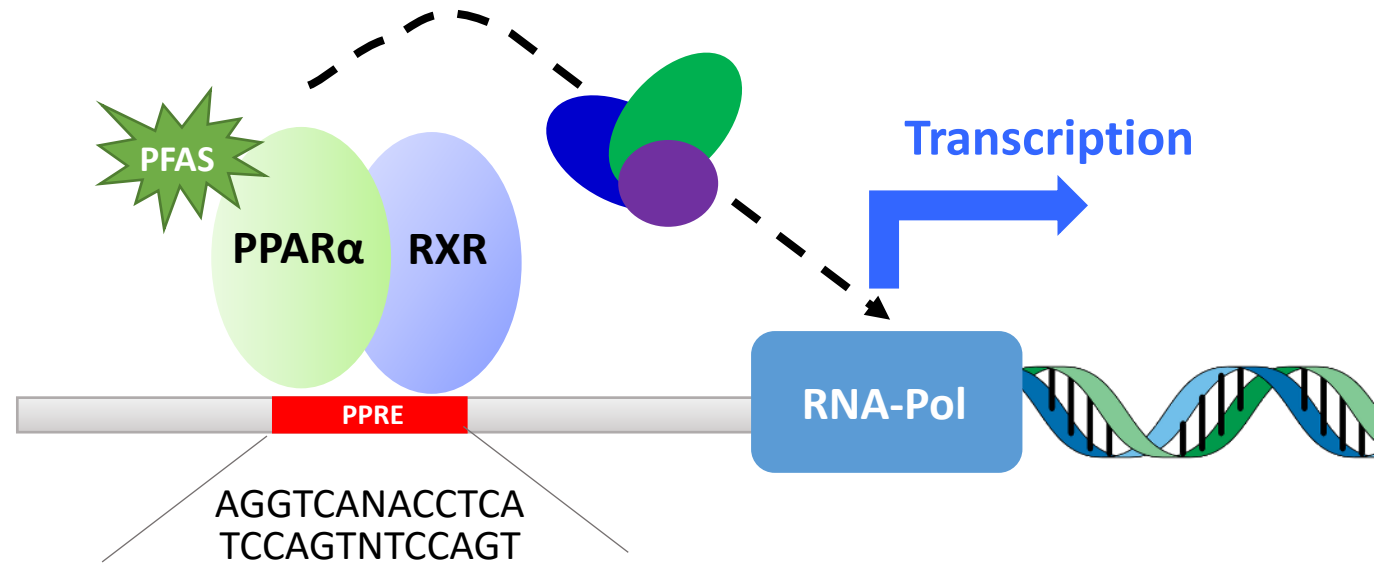 Transcription
PFAS
PPARα
RXR
RNA-Pol
PPRE
AGGTCANACCTCA
TCCAGTNTCCAGT